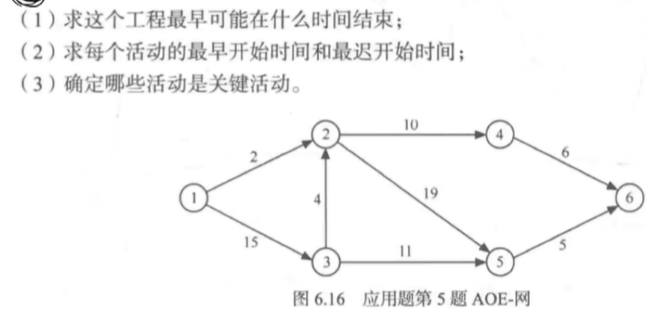 （1）求这个工程最早可能在什么时间结束；
（2）求每个活动的最早开始时间和最迟开始时间；
（3）确定哪些活动是关键活动。
2 10 4
2 6
1 4 19 6
15 11 5
3 5
图 6.16 应用题第 5 题 AOE-网